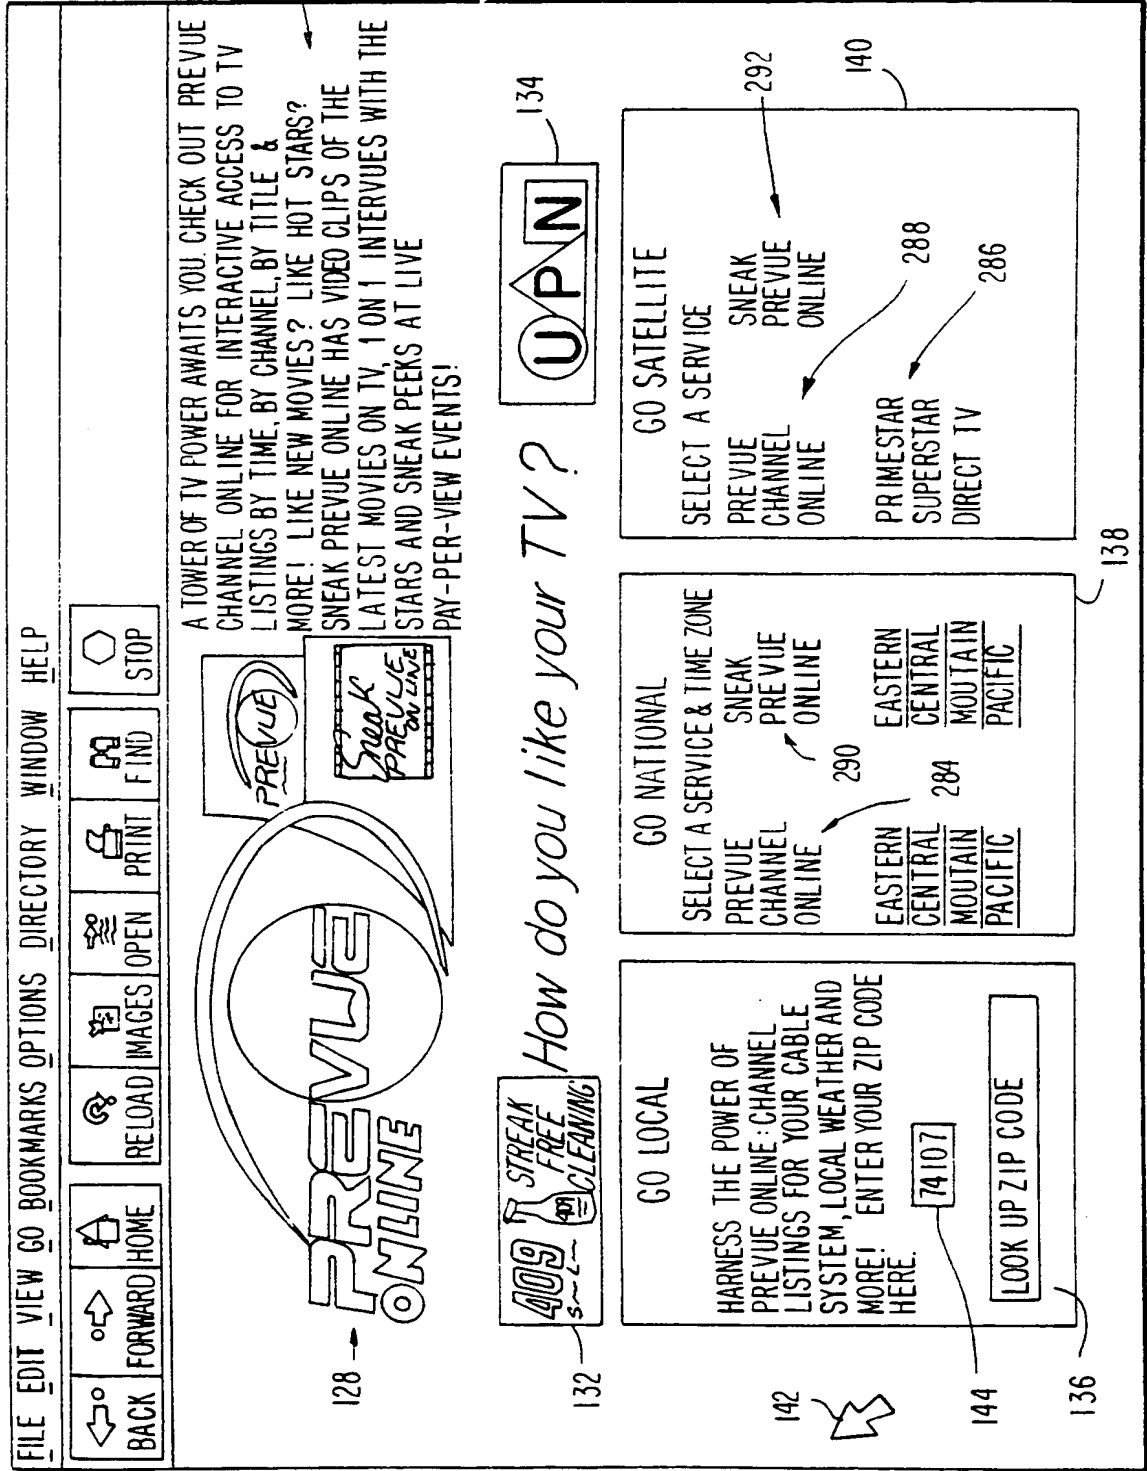 FILE EDIT VIEW GO BOOKMARKS OPTIONS DIRECTORY WINDOW HELP
BACK FORWARD HOME RELOAD IMAGES OPEN PRINT FIND STOP
PREVUE
ONLINE
128
PREVUE
Sneak
PREVUE
ON LINE
A TOWER OF TV POWER AWAITS YOU. CHECK OUT PREVUE
CHANNEL ONLINE FOR INTERACTIVE ACCESS TO TV
LISTINGS BY TIME, BY CHANNEL, BY TITLE &
MORE! LIKE NEW MOVIES? LIKE HOT STARS?
SNEAK PREVUE ONLINE HAS VIDEO CLIPS OF THE
LATEST MOVIES ON TV, 1 ON 1 INTERVUES WITH THE
STARS AND SNEAK PEEKS AT LIVE
PAY-PER-VIEW EVENTS!
132
409
STREAK
FREE
CLEANING
409
How do you like your TV?
UPN
134
142
GO LOCAL
HARNESS THE POWER OF
PREVUE ONLINE: CHANNEL
LISTINGS FOR YOUR CABLE
SYSTEM, LOCAL WEATHER AND
MORE! ENTER YOUR ZIP CODE
HERE.
74107
LOOK UP ZIP CODE
144
136
GO NATIONAL
SELECT A SERVICE & TIME ZONE
PREVUE
CHANNEL
ONLINE
284
EASTERN
CENTRAL
MOUTAIN
PACIFIC
SNEAK
PREVUE
ONLINE
290
EASTERN
CENTRAL
MOUTAIN
PACIFIC
138
GO SATELLITE
SELECT A SERVICE
PREVUE
CHANNEL
ONLINE
288
SNEAK
PREVUE
ONLINE
292
PRIMESTAR
SUPERSTAR
DIRECT TV
286
140